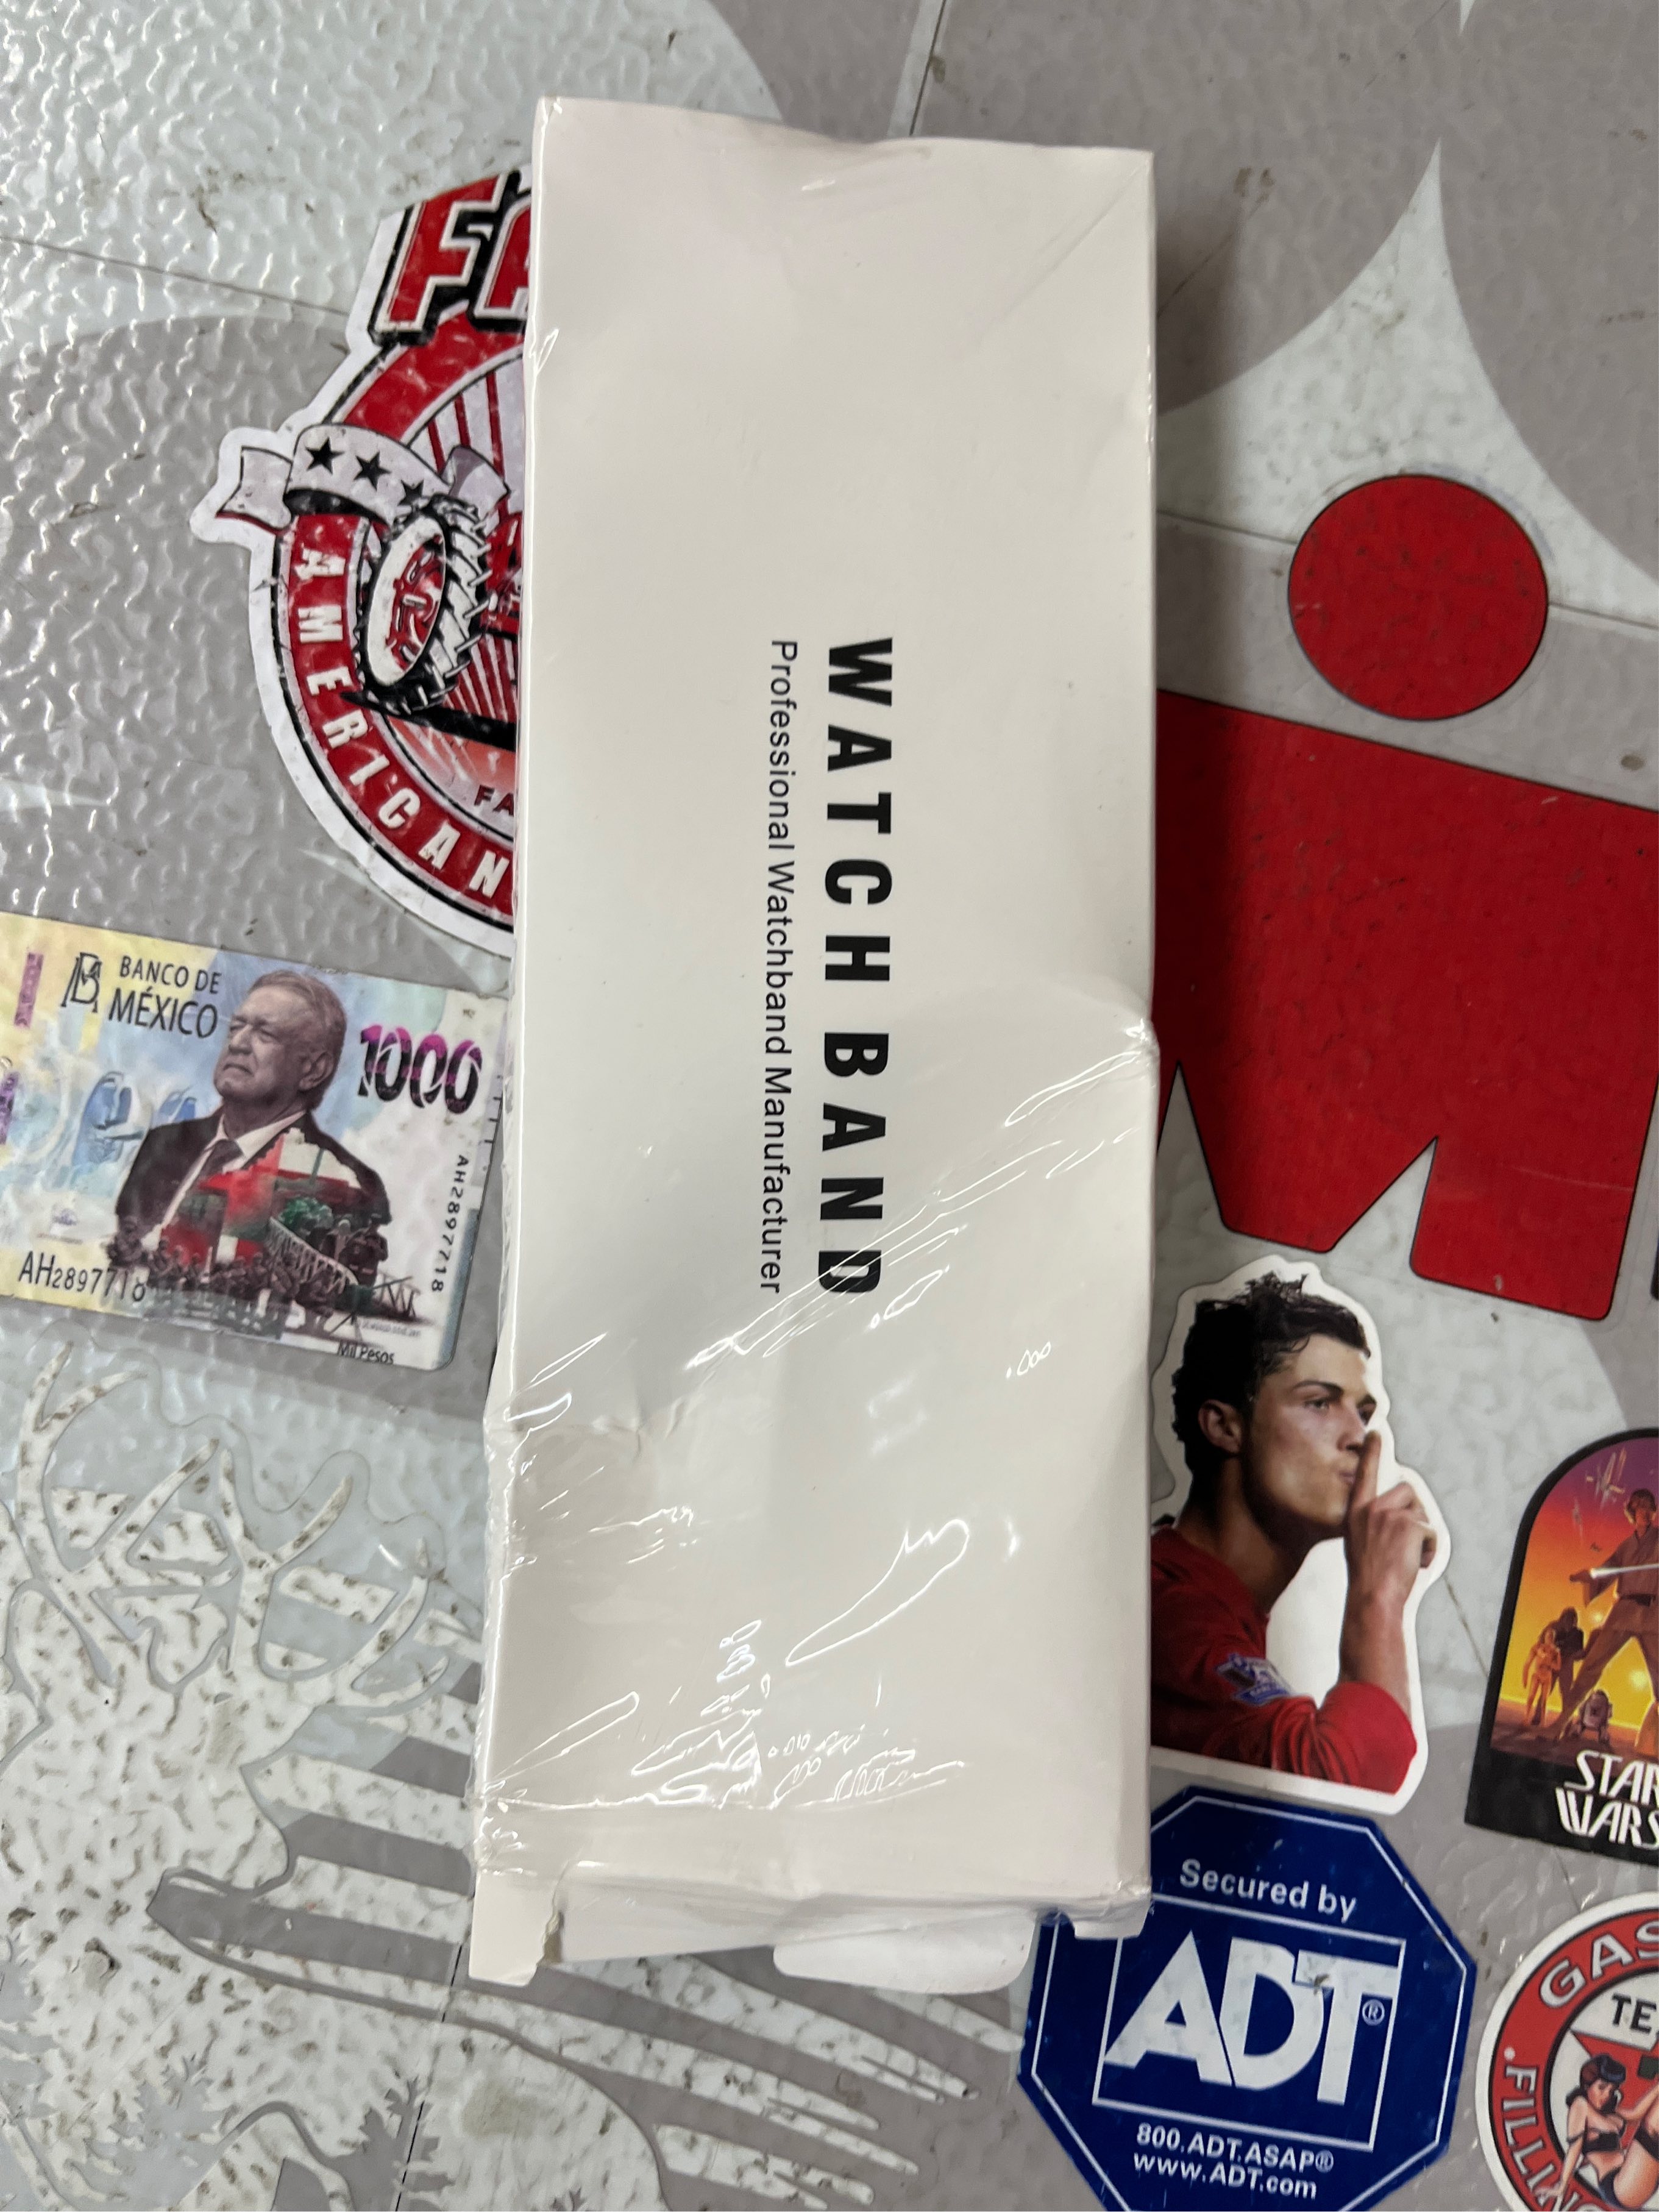 WATCH BAND
Professional Watchband Manufacturer
AMERICAN
BANCO DE
MÉXICO
1000
AH2897718
AH2897718
Mil Pesos
STAR
WARS
Secured by
ADT®
800.ADT.ASAP®
www.ADT.com
GAS